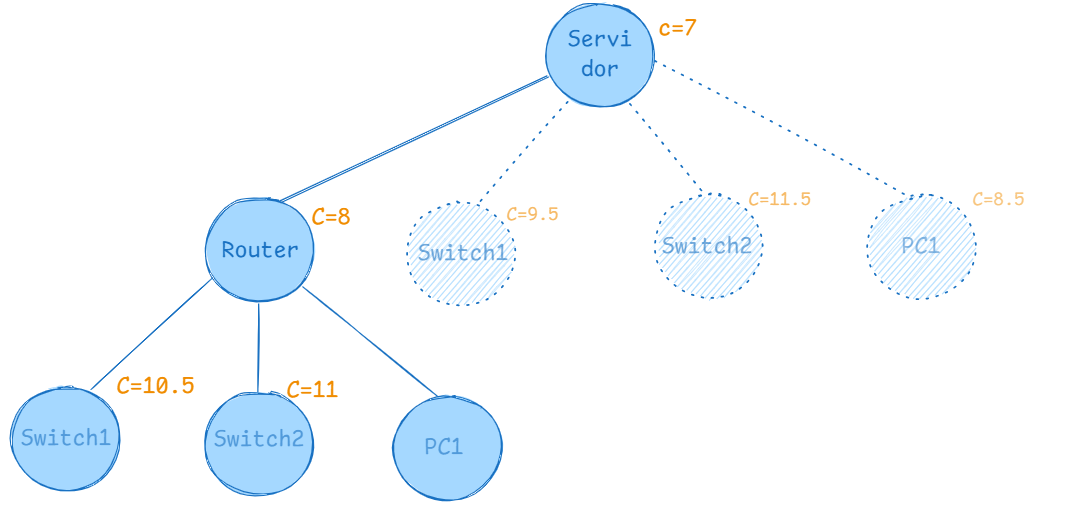 Servi
dor
c=7
Router
C=8
Switch1
C=9.5
Switch2
C=11.5
PC1
C=8.5
Switch1
C=10.5
Switch2
C=11
PC1